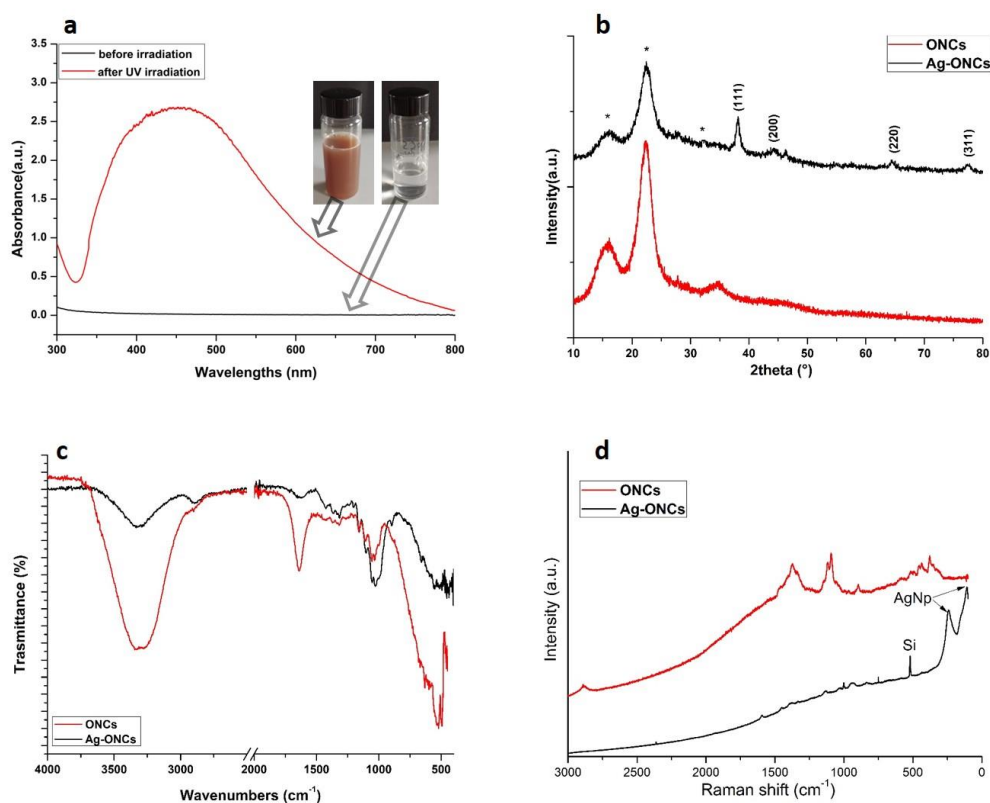 a
before irradiation
after UV irradiation
3.5
3.0
2.5
2.0
1.5
1.0
0.5
0.0
Absorbance(a.u.)
300
400
500
600
700
800
Wavelengths (nm)
b
ONCs
Ag-ONCs
*
*
*
(111)
(200)
(220)
(311)
Intensity(a.u.)
10
20
30
40
50
60
70
80
2theta (°)
c
Trasmittance (%)
ONCs
Ag-ONCs
4000
3500
3000
2000
1500
1000
500
Wavenumbers (cm-1)
d
ONCs
Ag-ONCs
AgNp
Si
Intensity (a.u.)
3000
2500
2000
1500
1000
500
0
Raman shift (cm-1)